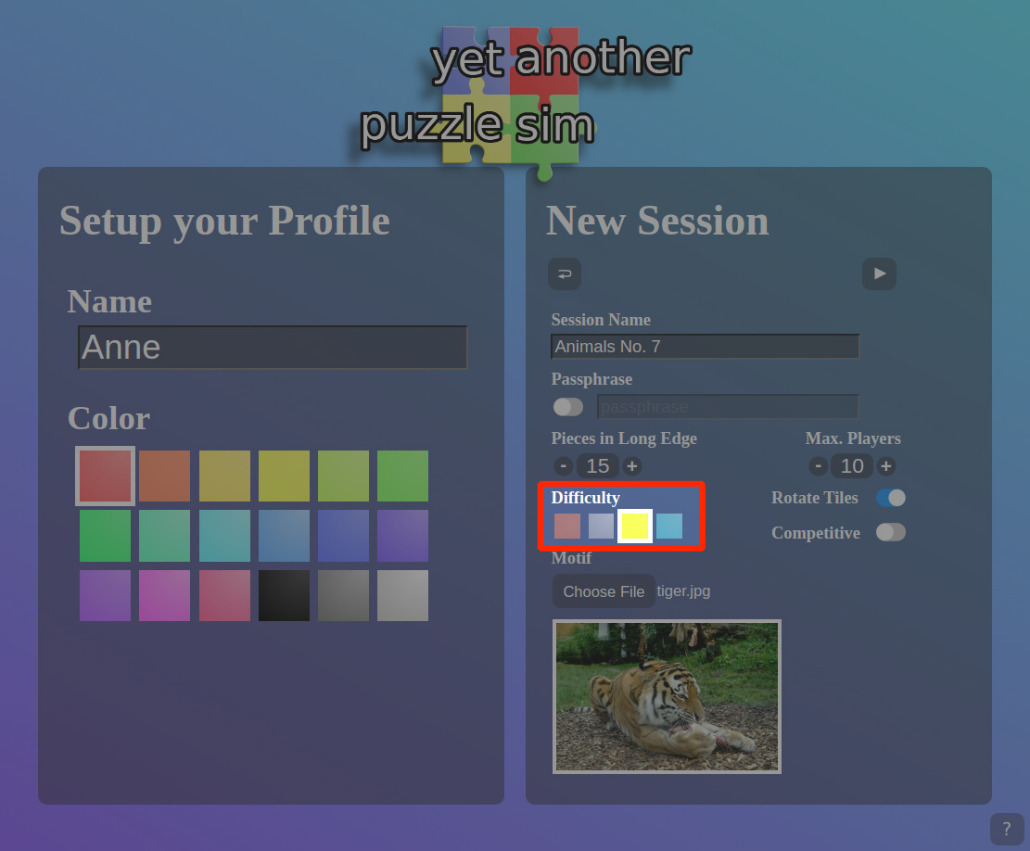 yet another
puzzle sim
Setup your Profile
Name
Anne
Color
New Session
Session Name
Animals No. 7
Passphrase
passphrase
Pieces in Long Edge
Max. Players
- 15 +
- 10 +
Difficulty
Rotate Tiles
Competitive
Motif
Choose File tiger.jpg
?